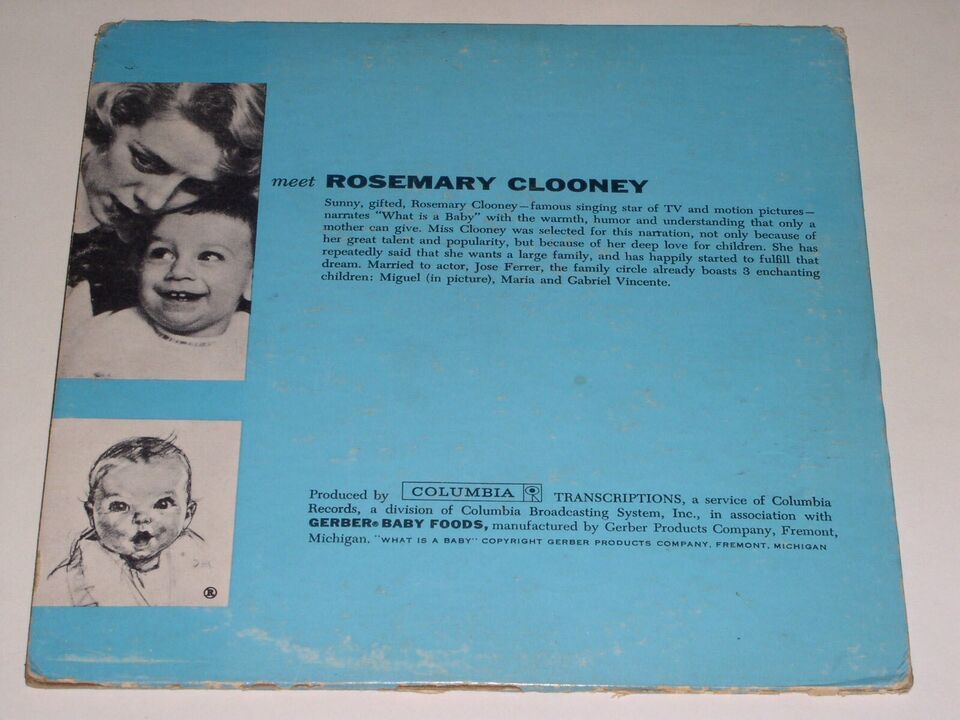 meet ROSEMARY CLOONEY
Sunny, gifted, Rosemary Clooney—famous singing star of TV and motion pictures—
narrates "What is a Baby" with the warmth, humor and understanding that only a
mother can give. Miss Clooney was selected for this narration, not only because of
her great talent and popularity, but because of her deep love for children. She has
repeatedly said that she wants a large family, and has happily started to fulfill that
dream. Married to actor, Jose Ferrer, the family circle already boasts 3 enchanting
children: Miguel (in picture), Maria and Gabriel Vincente.
Produced by COLUMBIA TRANSCRIPTIONS, a service of Columbia
Records, a division of Columbia Broadcasting System, Inc., in association with
GERBER® BABY FOODS, manufactured by Gerber Products Company, Fremont,
Michigan. "WHAT IS A BABY" COPYRIGHT GERBER PRODUCTS COMPANY, FREMONT, MICHIGAN
®